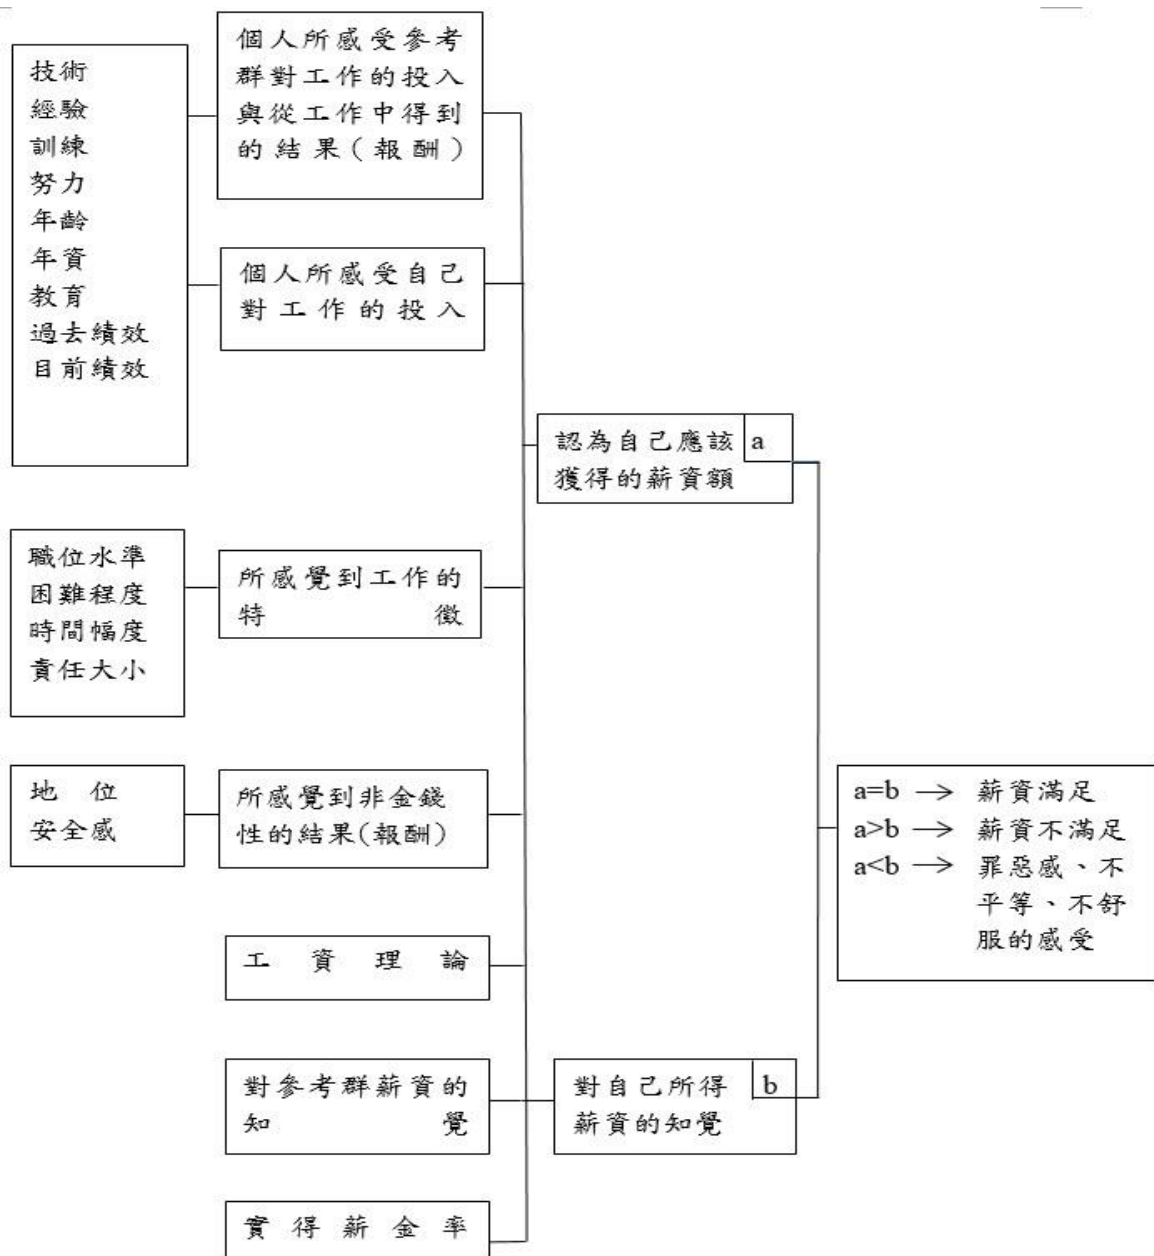 技術
經驗
訓練
努力
年齡
年資
教育
過去績效
目前績效
個人所感受參考
群對工作的投入
與從工作中得到
的結果(報酬)
個人所感受自己
對工作的投入
認為自己應該
獲得的薪資額
a
職位水準
困難程度
時間幅度
責任大小
所感覺到工作的
特徵
地位
安全感
所感覺到非金錢
性的結果(報酬)
a=b → 薪資滿足
a>b → 薪資不滿足
a<b → 罪惡感、不
平等、不舒
服的感受
工資理論
對參考群薪資的
知覺
對自己所得
薪資的知覺
b
實得薪金率